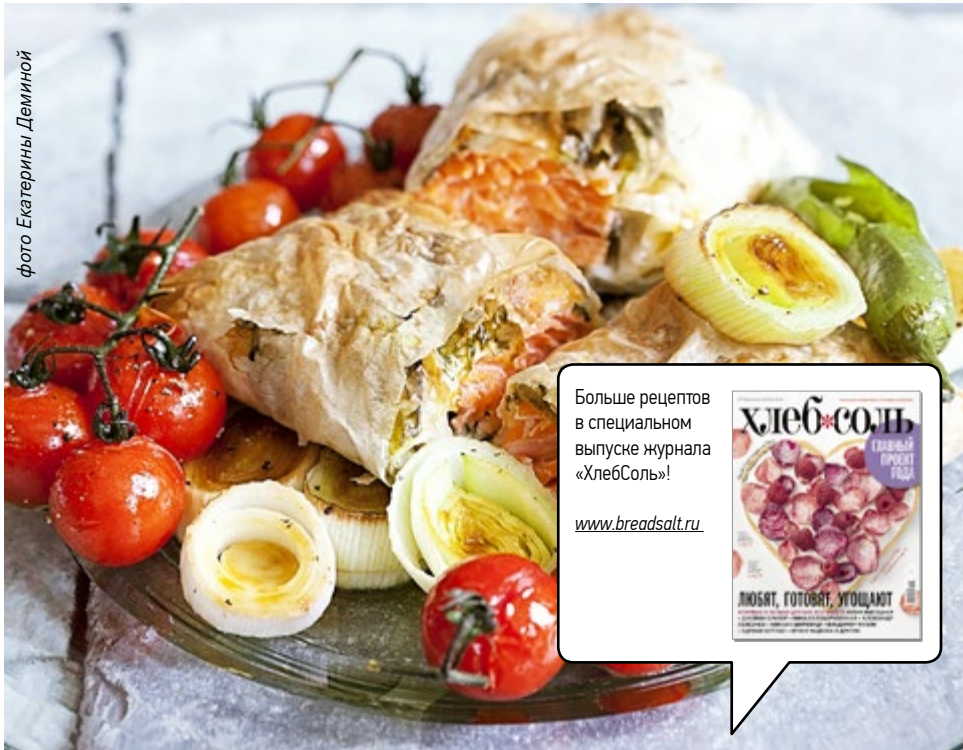 фото Екатерины Деминой
Больше рецептов
в специальном
выпуске журнала
«ХлебСоль»!
www.breadsalt.ru
хлеб*соль
ГЛАВНЫЙ
ПРОЕКТ
ГОДА
ЛЮБЯТ, ГОТОВЯТ, УГОЩАЮТ